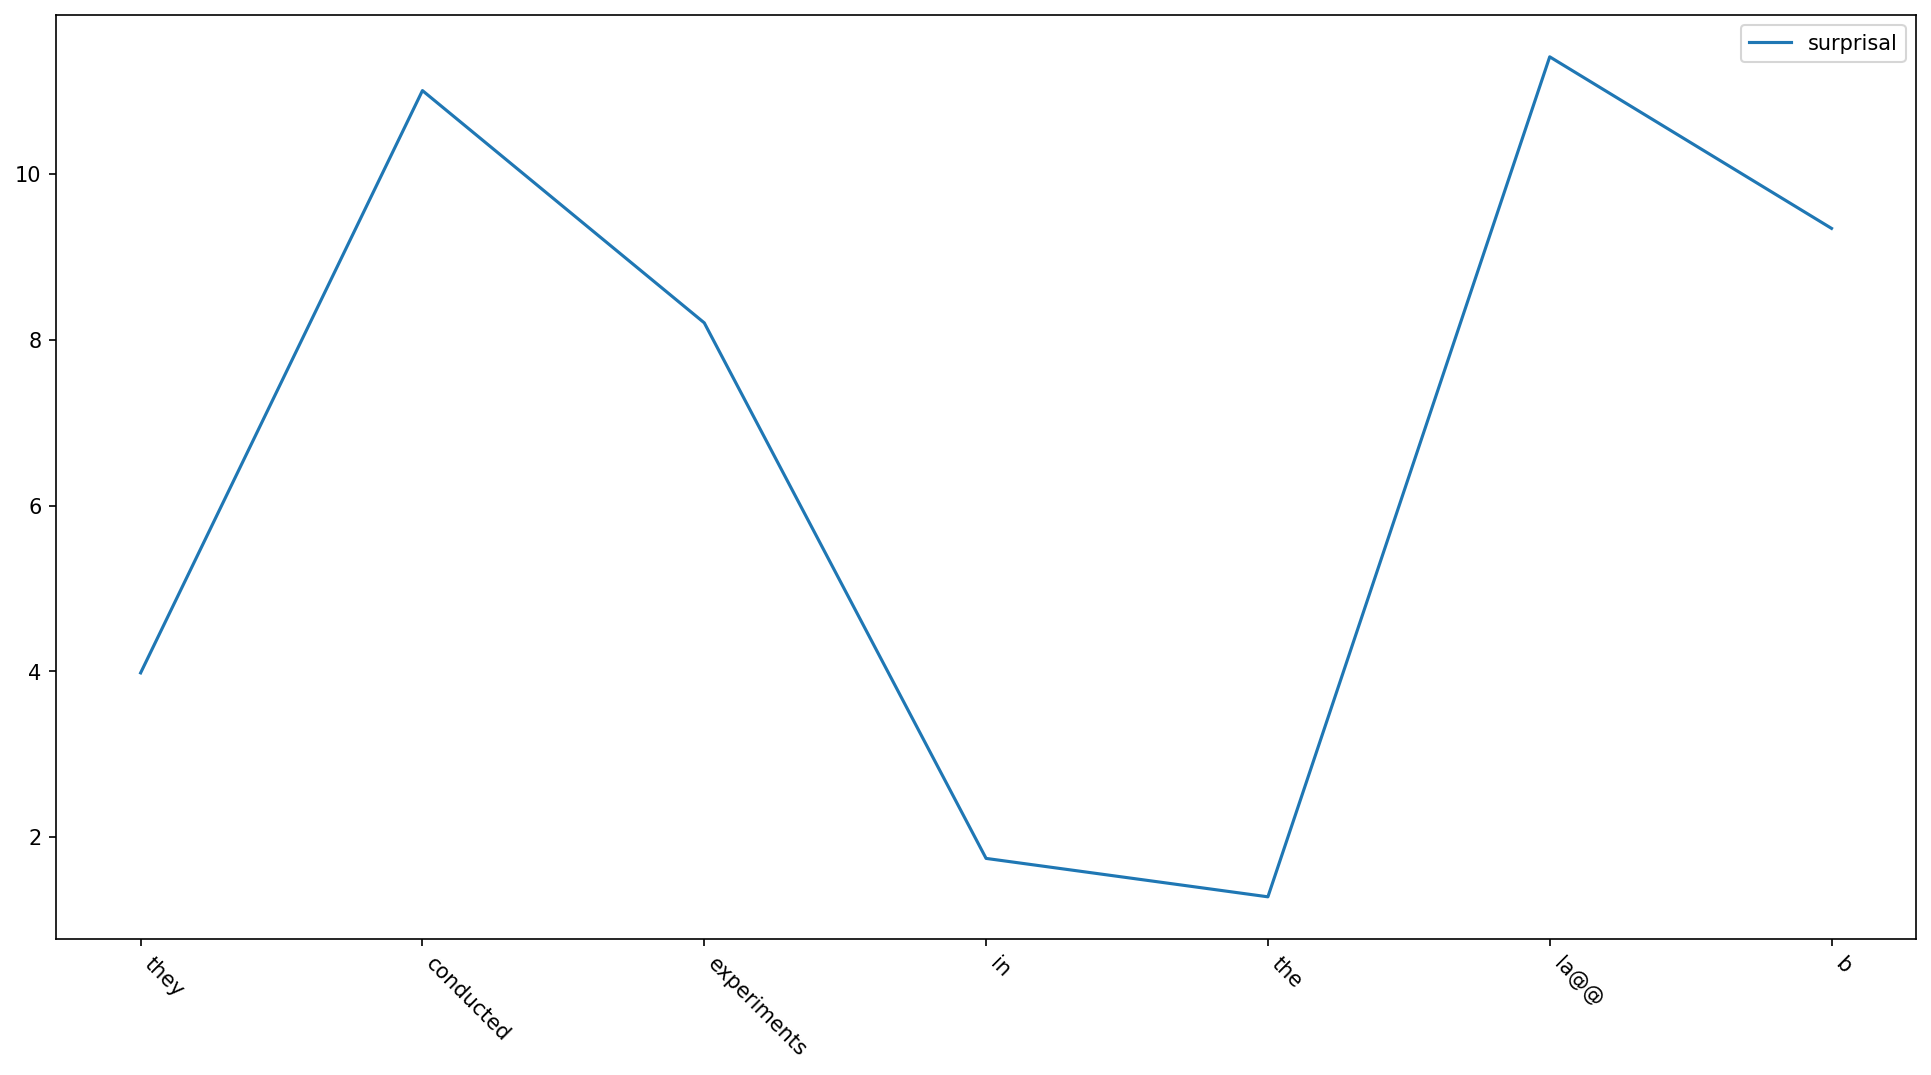 surprisal
10
8
6
4
2
they
conducted
experiments
in
the
la@@
b